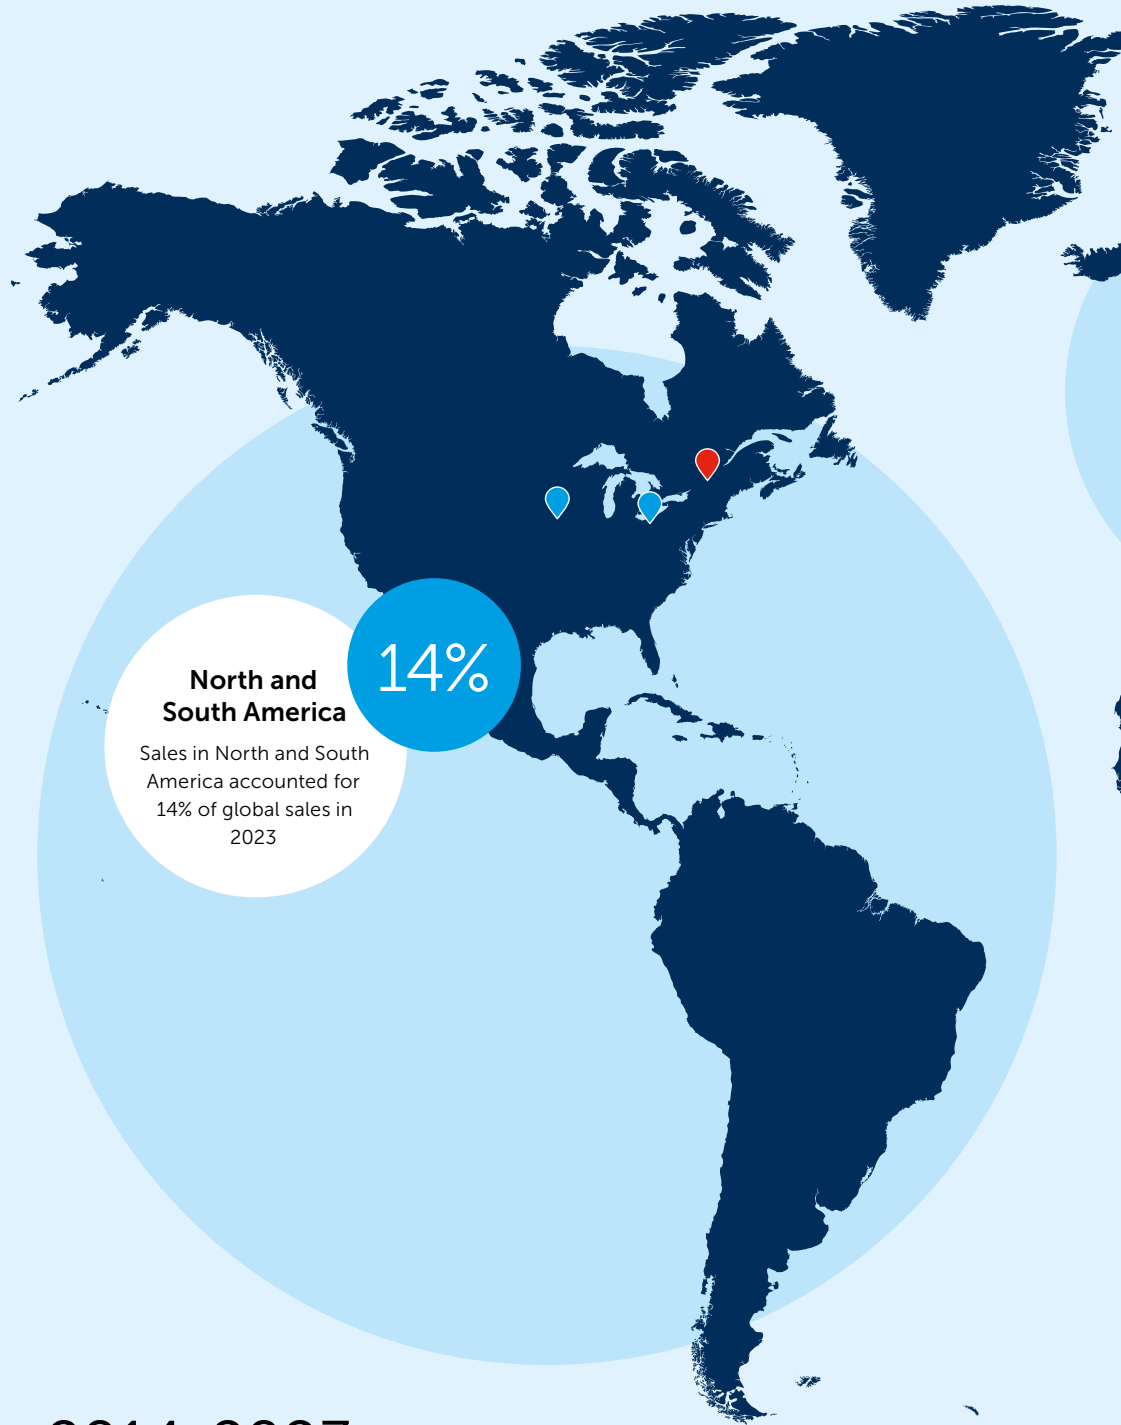 14%
North and
South America
Sales in North and South
America accounted for
14% of global sales in
2023